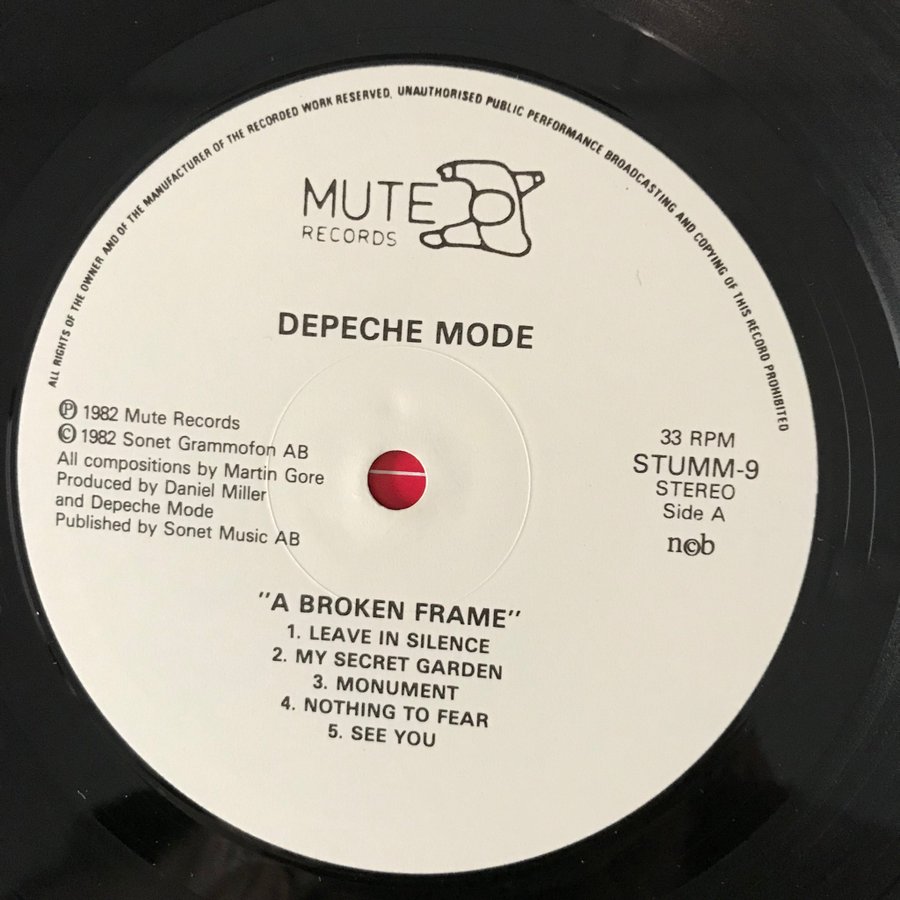 ALL RIGHTS OF THE OWNER AND OF THE MANUFACTURER OF THE RECORDED WORK RESERVED. UNAUTHORISED PUBLIC PERFORMANCE BROADCASTING AND COPYING OF THIS RECORD PROHIBITED
MUTE
RECORDS
DEPECHE MODE
Ⓟ 1982 Mute Records
© 1982 Sonet Grammofon AB
All compositions by Martin Gore
Produced by Daniel Miller
and Depeche Mode
Published by Sonet Music AB
33 RPM
STUMM-9
STEREO
Side A
n©b
"A BROKEN FRAME"
1. LEAVE IN SILENCE
2. MY SECRET GARDEN
3. MONUMENT
4. NOTHING TO FEAR
5. SEE YOU